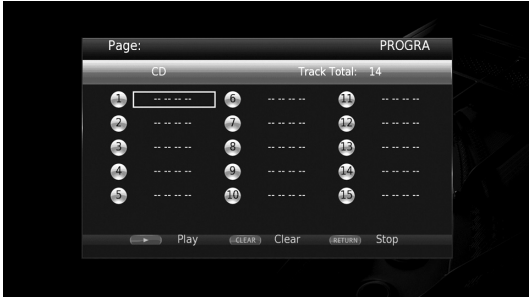 Page: PROGRA
CD Track Total: 14
1 -- -- -- -- 6 -- -- -- -- 11 -- -- -- --
2 -- -- -- -- 7 -- -- -- -- 12 -- -- -- --
3 -- -- -- -- 8 -- -- -- -- 13 -- -- -- --
4 -- -- -- -- 9 -- -- -- -- 14 -- -- -- --
5 -- -- -- -- 10 -- -- -- -- 15 -- -- -- --
Play CLEAR Clear RETURN Stop